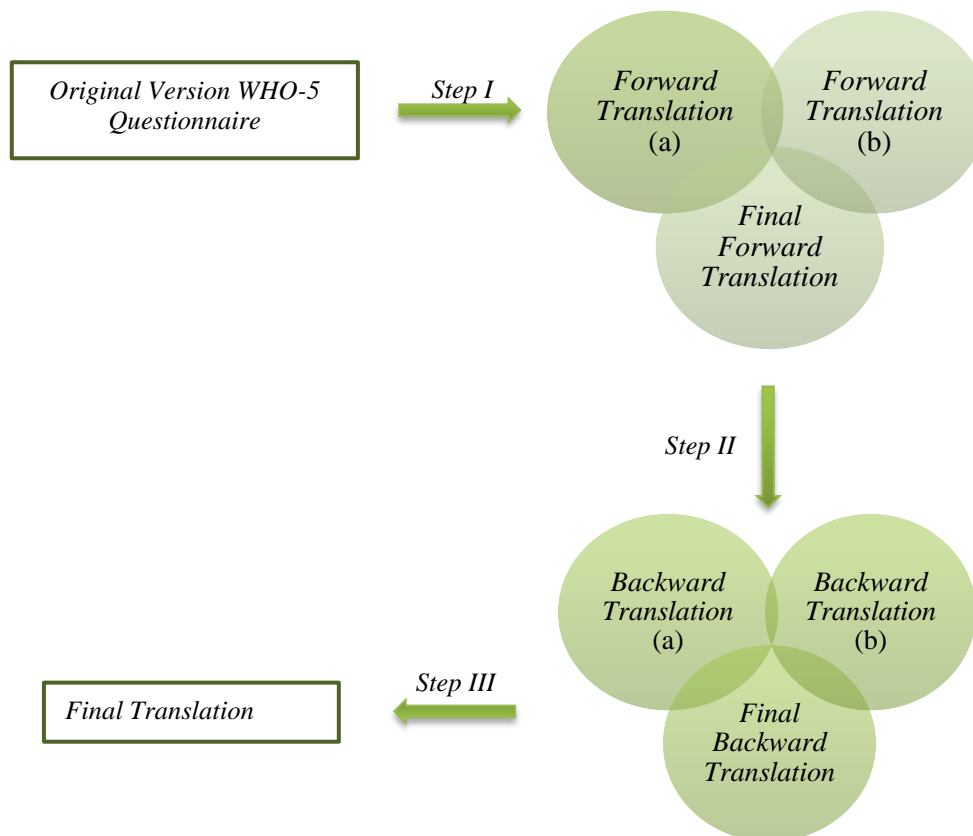 Original Version WHO-5
Questionnaire
Step I
Forward
Translation
(a)
Forward
Translation
(b)
Final
Forward
Translation
Step II
Backward
Translation
(a)
Backward
Translation
(b)
Final
Backward
Translation
Step III
Final Translation